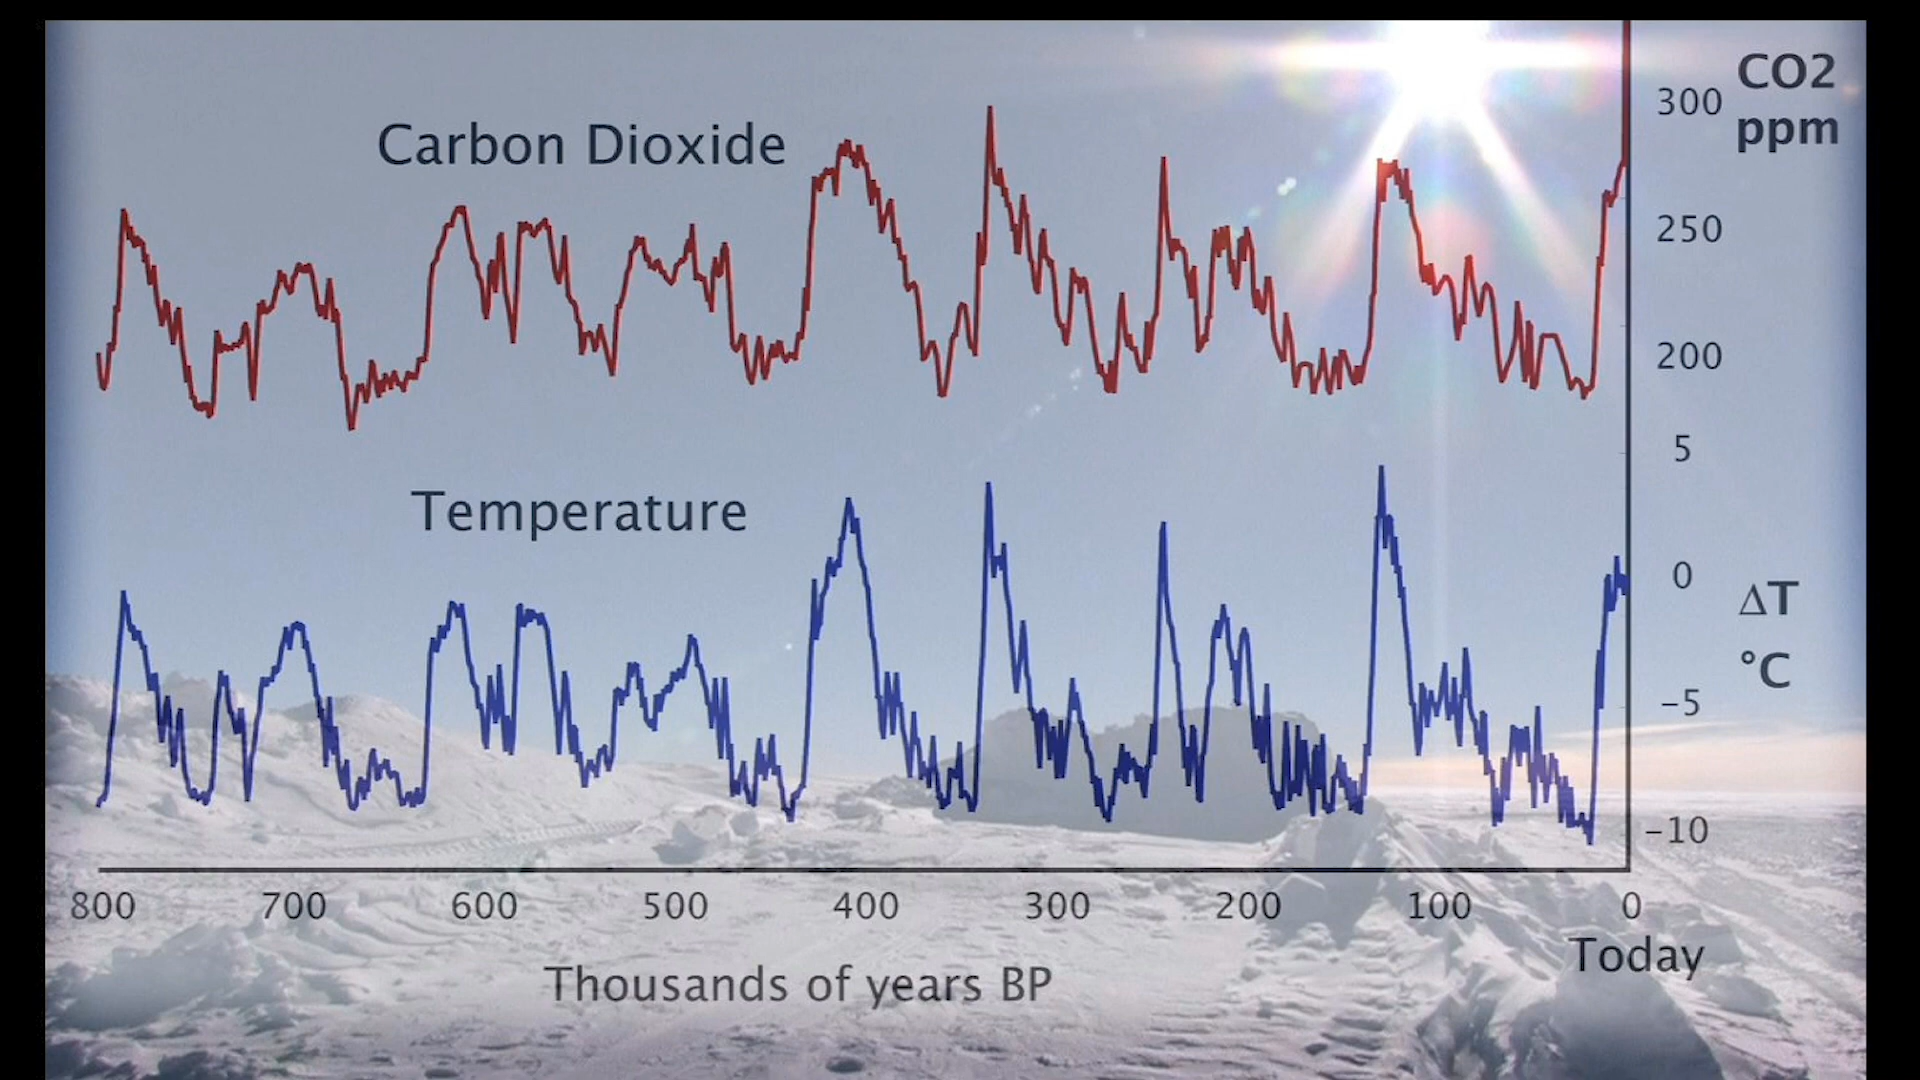 CO2
ppm
300
Carbon Dioxide
250
200
5
Temperature
0
ΔT
°C
-5
-10
800 700 600 500 400 300 200 100 0
Today
Thousands of years BP